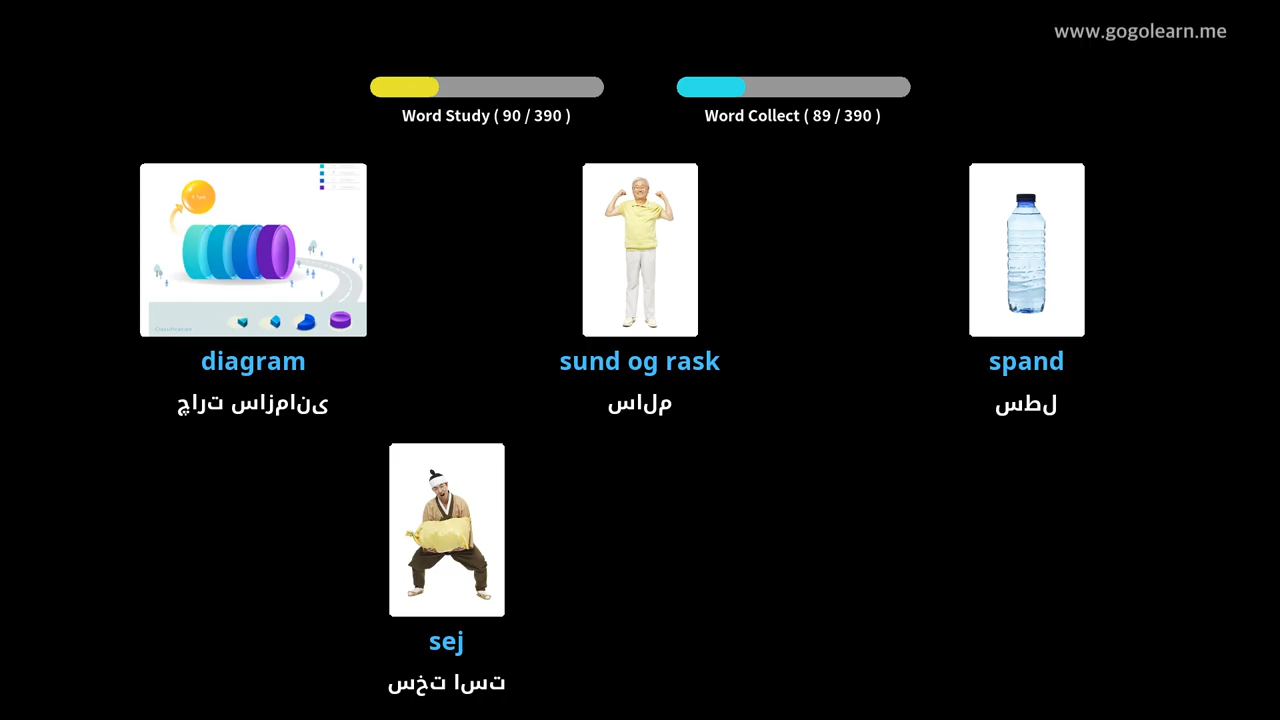 www.gogolearn.me
Word Study ( 90 / 390 )
Word Collect ( 89 / 390 )
Classification
diagram
sund og rask
spand
چارت سازمانی
سالم
سطل
sej
سخت است